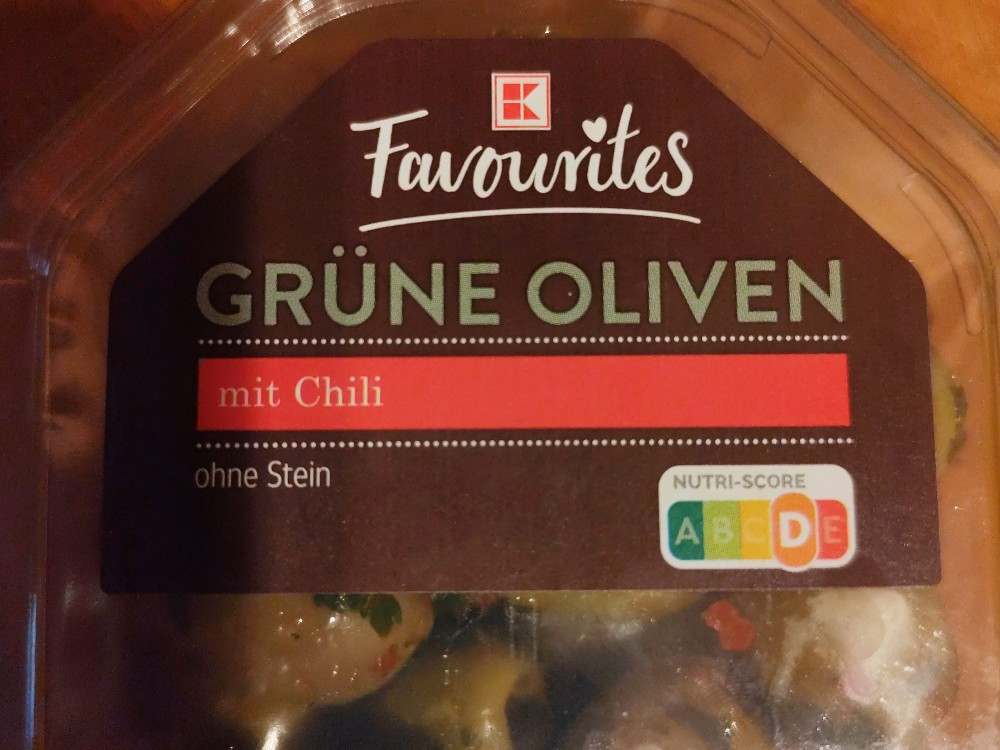 K
Favourites
GRÜNE OLIVEN
mit Chili
ohne Stein
NUTRI-SCORE
A B C D E